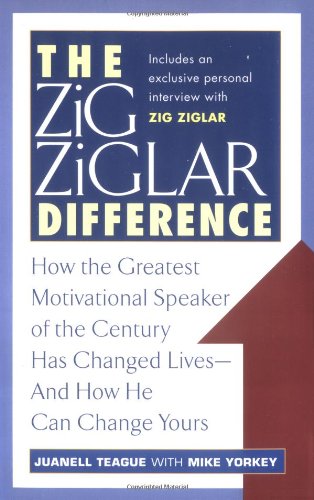 THE
Includes an
exclusive personal
interview with
ZIG ZIGLAR
ZiG
ZiGLAR
DIFFERENCE
How the Greatest
Motivational Speaker
of the Century
Has Changed Lives—
And How He
Can Change Yours
JUANELL TEAGUE WITH MIKE YORKEY